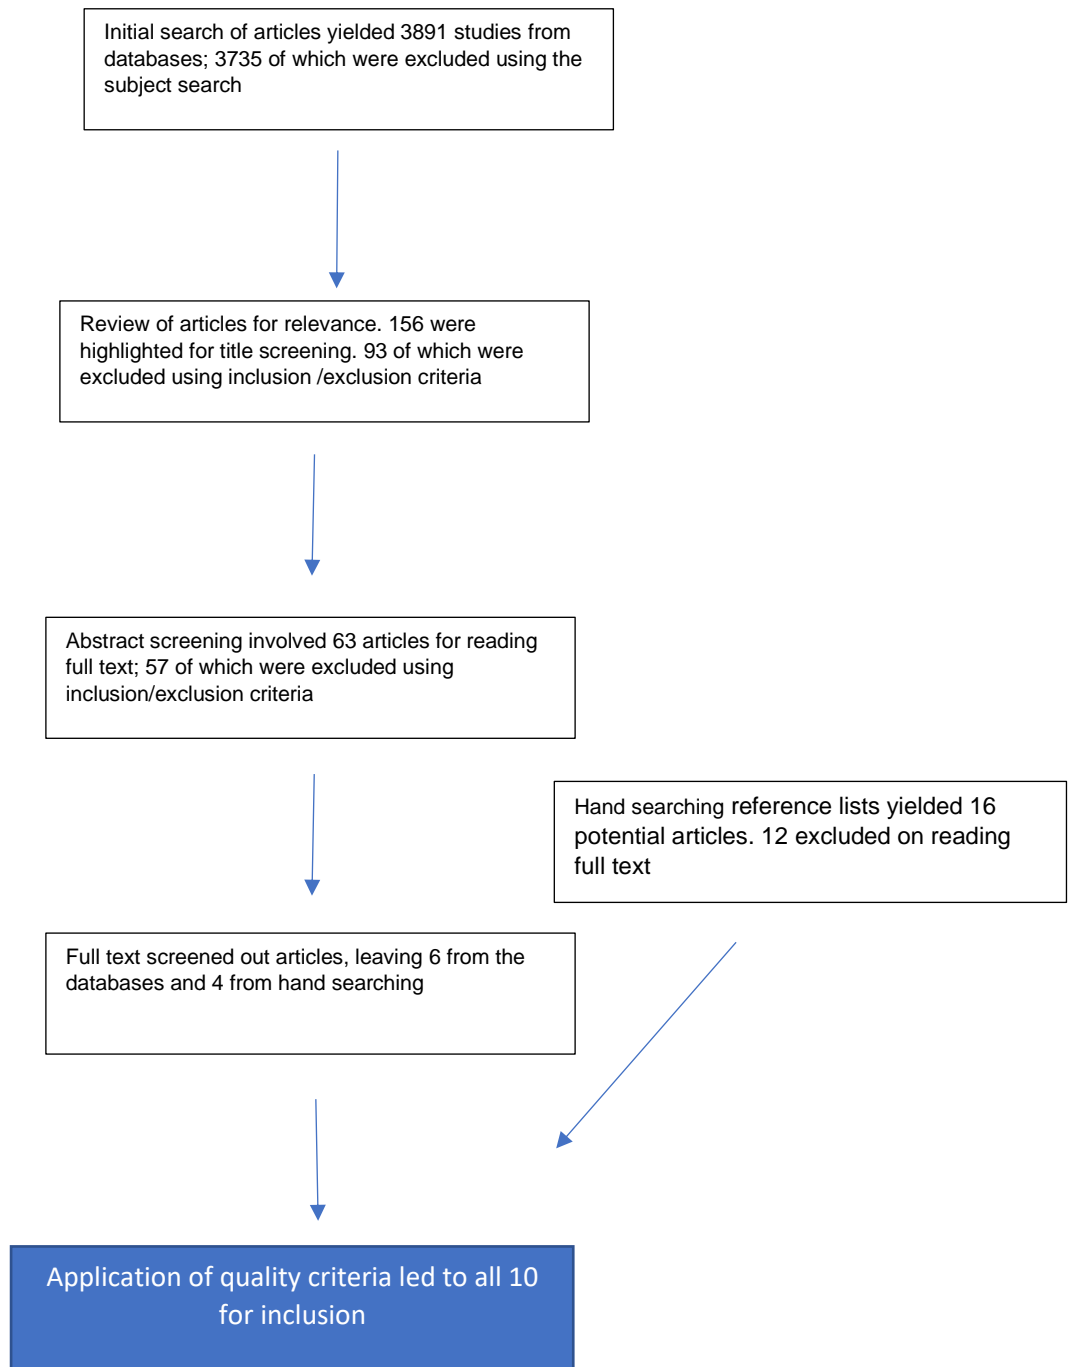 Initial search of articles yielded 3891 studies from
databases; 3735 of which were excluded using the
subject search
Review of articles for relevance. 156 were
highlighted for title screening. 93 of which were
excluded using inclusion /exclusion criteria
Abstract screening involved 63 articles for reading
full text; 57 of which were excluded using
inclusion/exclusion criteria
Hand searching reference lists yielded 16
potential articles. 12 excluded on reading
full text
Full text screened out articles, leaving 6 from the
databases and 4 from hand searching
Application of quality criteria led to all 10
for inclusion